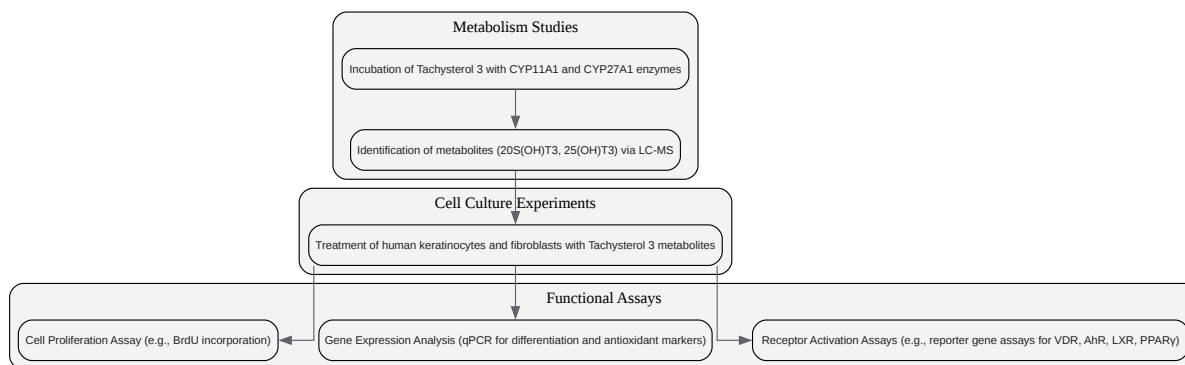 Metabolism Studies
Incubation of Tachysterol 3 with CYP11A1 and CYP27A1 enzymes
Identification of metabolites (20S(OH)T3, 25(OH)T3) via LC-MS
Cell Culture Experiments
Treatment of human keratinocytes and fibroblasts with Tachysterol 3 metabolites
Functional Assays
Cell Proliferation Assay (e.g., BrdU incorporation)
Gene Expression Analysis (qPCR for differentiation and antioxidant markers)
Receptor Activation Assays (e.g., reporter gene assays for VDR, AhR, LXR, PPARγ)